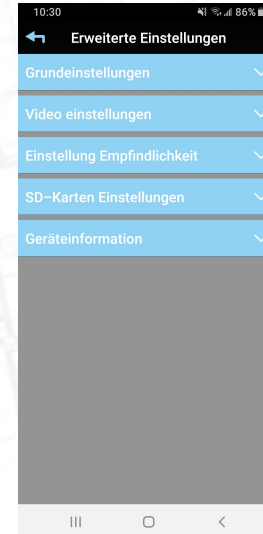 10:30 86%
Erweiterte Einstellungen
Grundeinstellungen
Video einstellungen
Einstellung Empfindlichkeit
SD-Karten Einstellungen
Geräteinformation